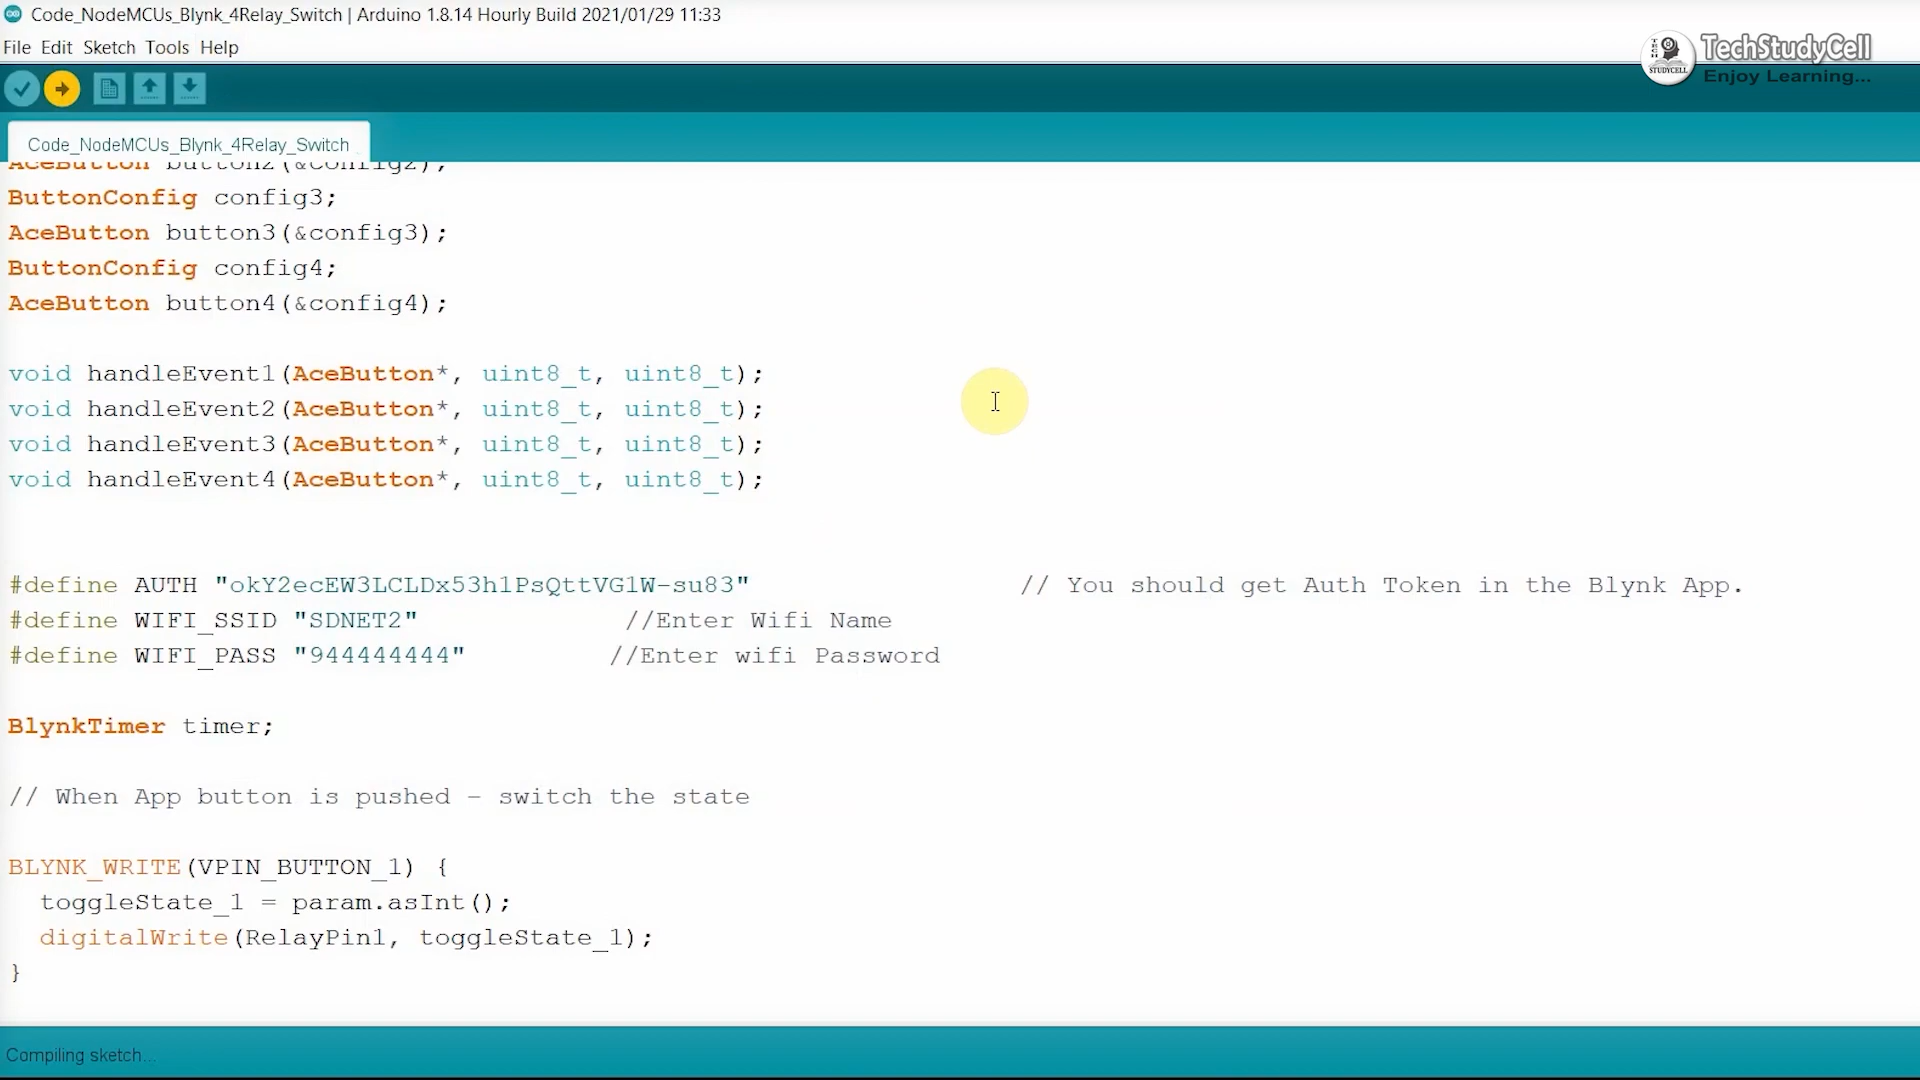 Code_NodeMCUs_Blynk_4Relay_Switch | Arduino 1.8.14 Hourly Build 2021/01/29 11:33
File Edit Sketch Tools Help
TECH STUDYCELL
TechStudyCell
Enjoy Learning...
Code_NodeMCUs_Blynk_4Relay_Switch
AceButton button2(&config2);
ButtonConfig config3;
AceButton button3(&config3);
ButtonConfig config4;
AceButton button4(&config4);
void handleEvent1(AceButton*, uint8_t, uint8_t);
void handleEvent2(AceButton*, uint8_t, uint8_t);
void handleEvent3(AceButton*, uint8_t, uint8_t);
void handleEvent4(AceButton*, uint8_t, uint8_t);
#define AUTH "okY2ecEW3LCLDx53h1PsQttVG1W-su83" // You should get Auth Token in the Blynk App.
#define WIFI_SSID "SDNET2" //Enter Wifi Name
#define WIFI_PASS "944444444" //Enter wifi Password
BlynkTimer timer;
// When App button is pushed - switch the state
BLYNK_WRITE(VPIN_BUTTON_1) {
toggleState_1 = param.asInt();
digitalWrite(RelayPin1, toggleState_1);
}
Compiling sketch...